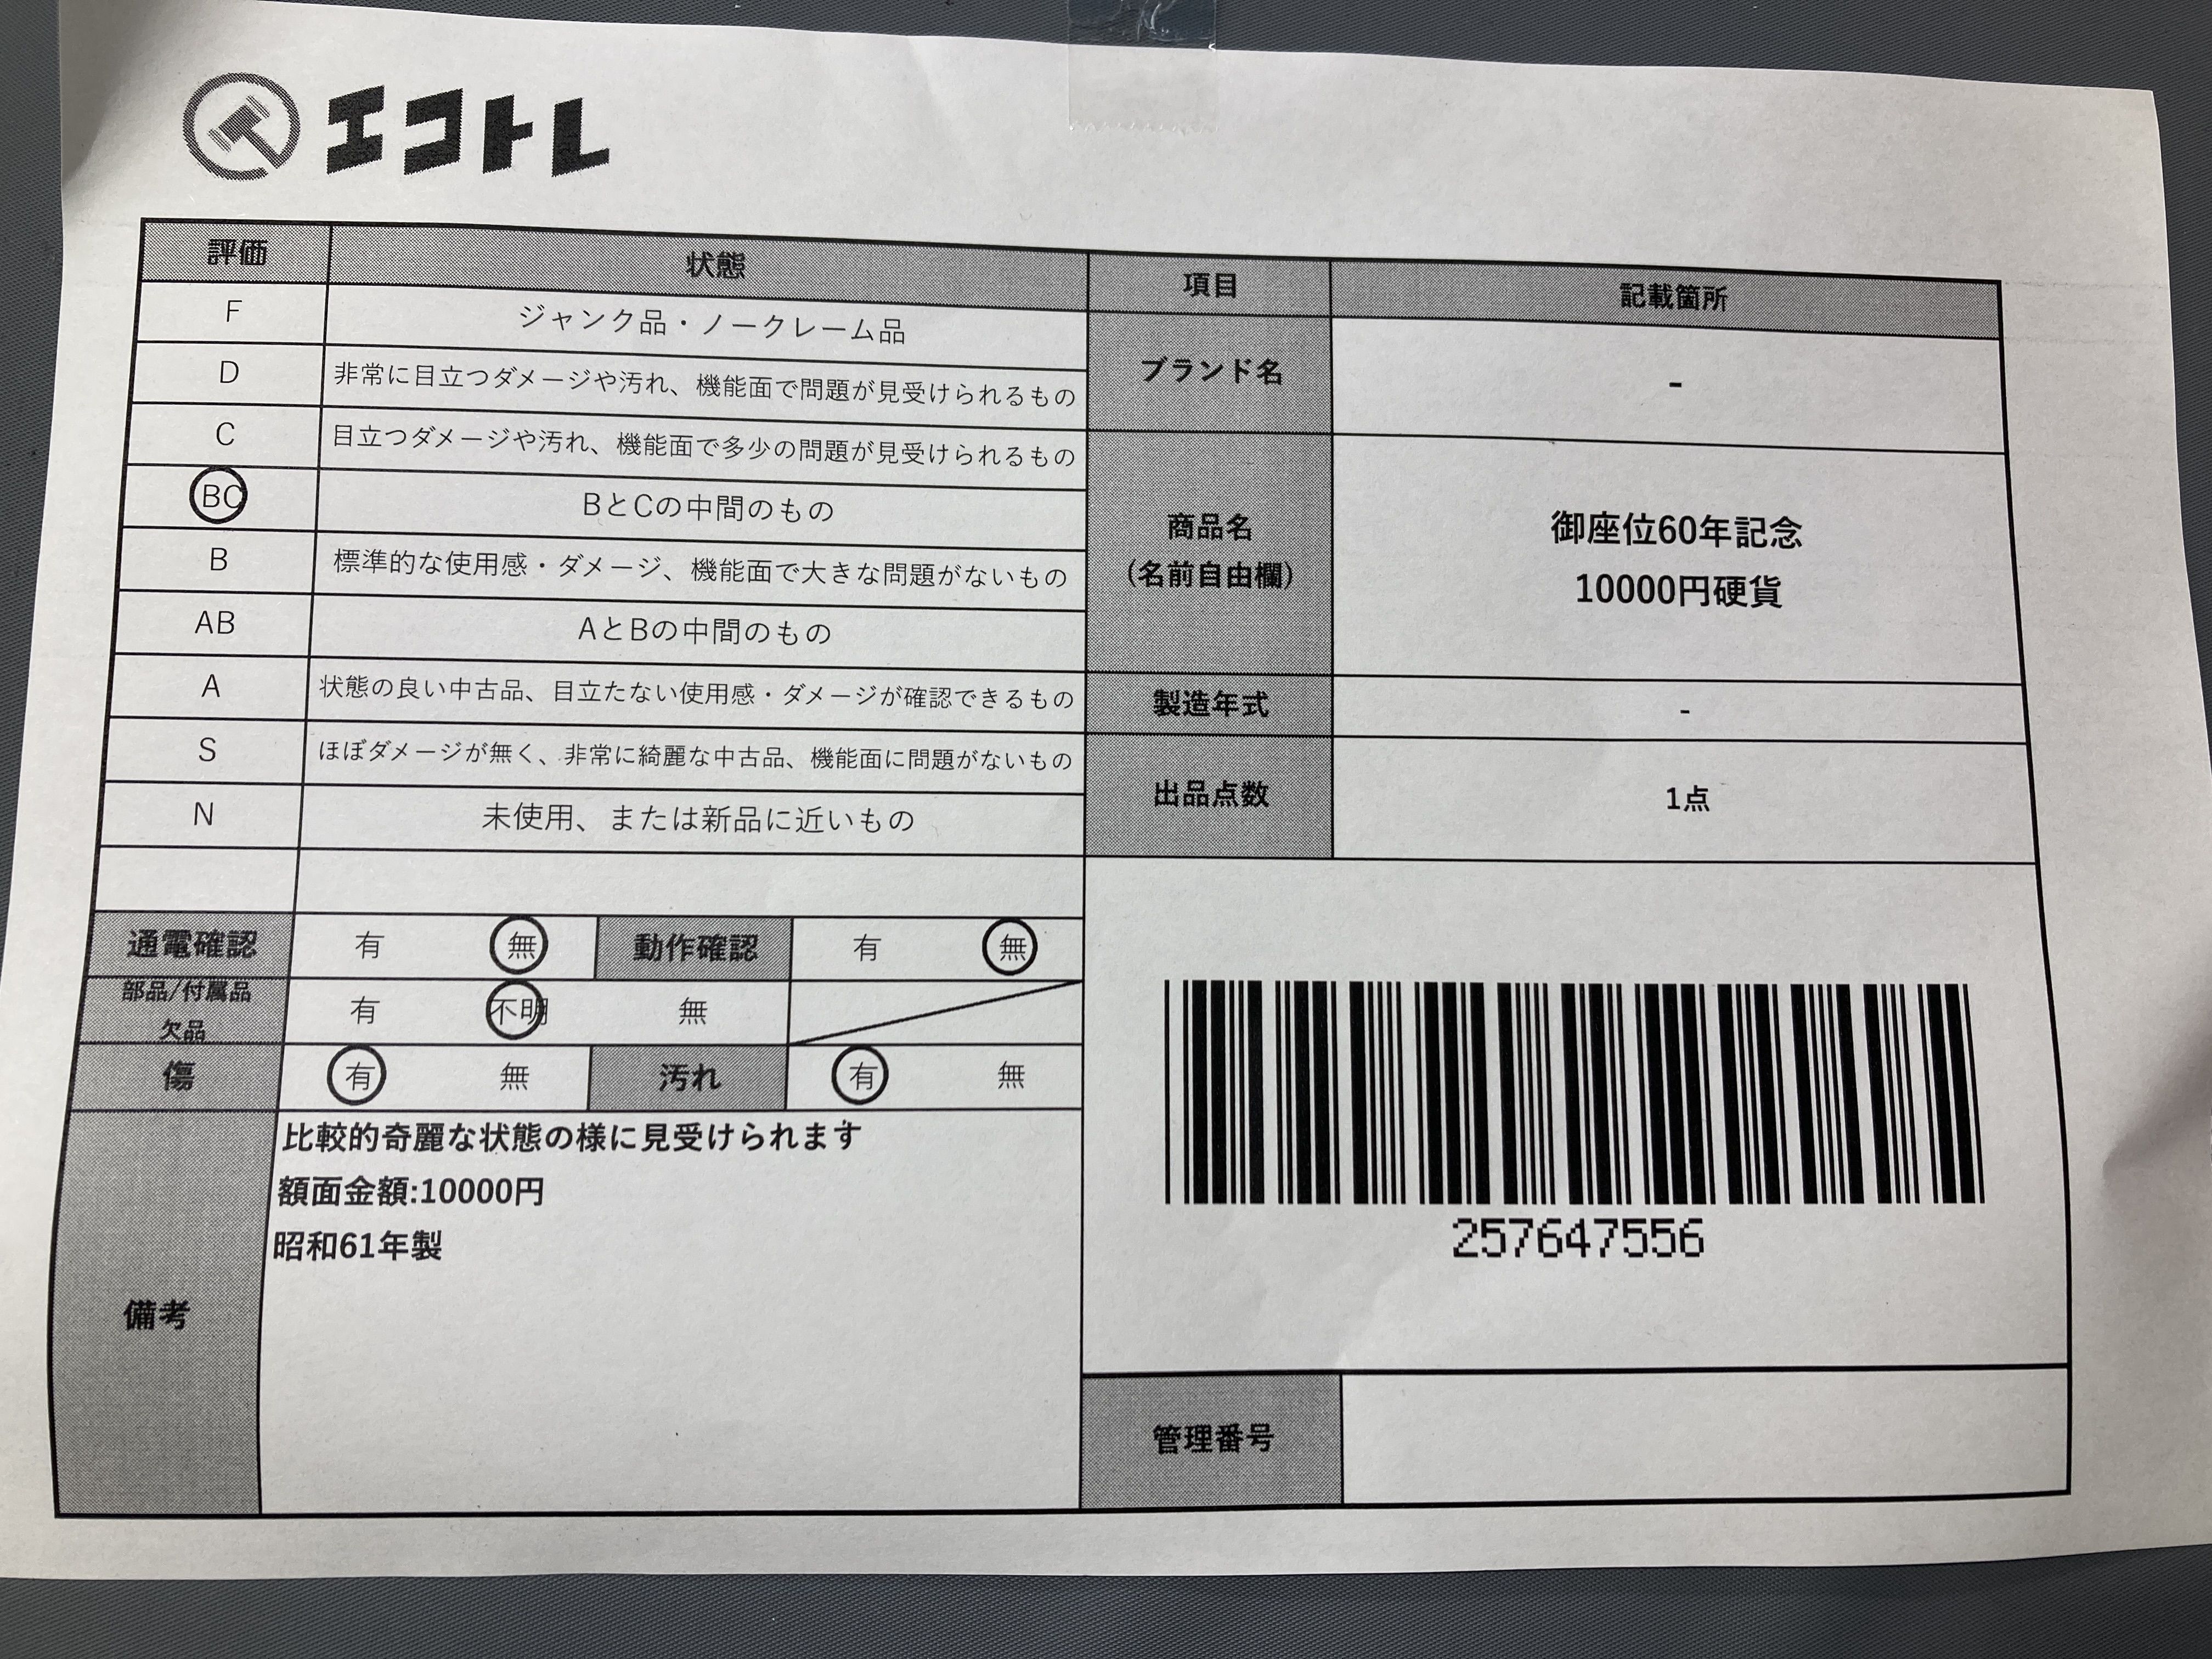 エコトレ
評価 状態
F ジャンク品・ノークレーム品
D 非常に目立つダメージや汚れ、機能面で問題が見受けられるもの
C 目立つダメージや汚れ、機能面で多少の問題が見受けられるもの
BC BとCの中間のもの
B 標準的な使用感・ダメージ、機能面で大きな問題がないもの
AB AとBの中間のもの
A 状態の良い中古品、目立たない使用感・ダメージが確認できるもの
S ほぼダメージが無く、非常に綺麗な中古品、機能面に問題がないもの
N 未使用、または新品に近いもの
通電確認 有 無 動作確認 有 無
部品/付属品
欠品
有 不明 無
傷 有 無 汚れ 有 無
備考
比較的奇麗な状態の様に見受けられます
額面金額:10000円
昭和61年製
項目 記載箇所
ブランド名 -
商品名
(名前自由欄)
御座位60年記念
10000円硬貨
製造年式 -
出品点数 1点
257647556
管理番号